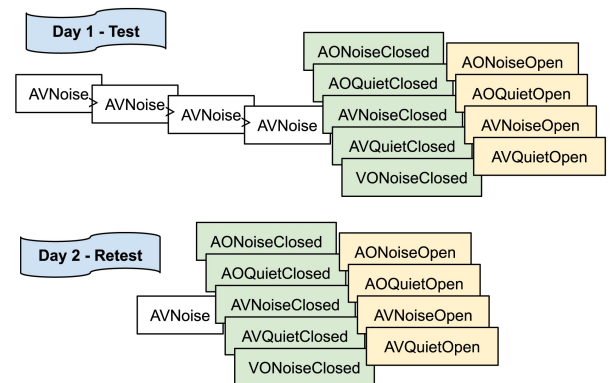 Day 1 - Test
AVNoise
AVNoise
AVNoise
AVNoise
AONoiseClosed
AOQuietClosed
AVNoiseClosed
AVQuietClosed
VONoiseClosed
AONoiseOpen
AOQuietOpen
AVNoiseOpen
AVQuietOpen
Day 2 - Retest
AVNoise
AONoiseClosed
AOQuietClosed
AVNoiseClosed
AVQuietClosed
VONoiseClosed
AONoiseOpen
AOQuietOpen
AVNoiseOpen
AVQuietOpen